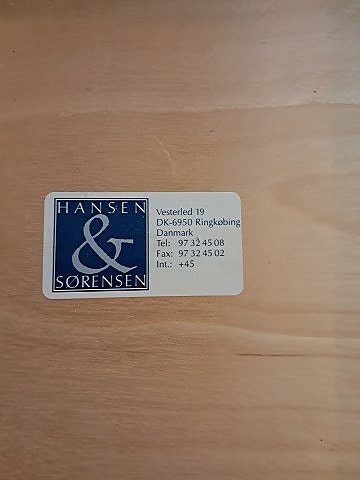 HANSEN
&
SØRENSEN
Vesterled 19
DK-6950 Ringkøbing
Danmark
Tel: 97 32 45 08
Fax: 97 32 45 02
Int.: +45